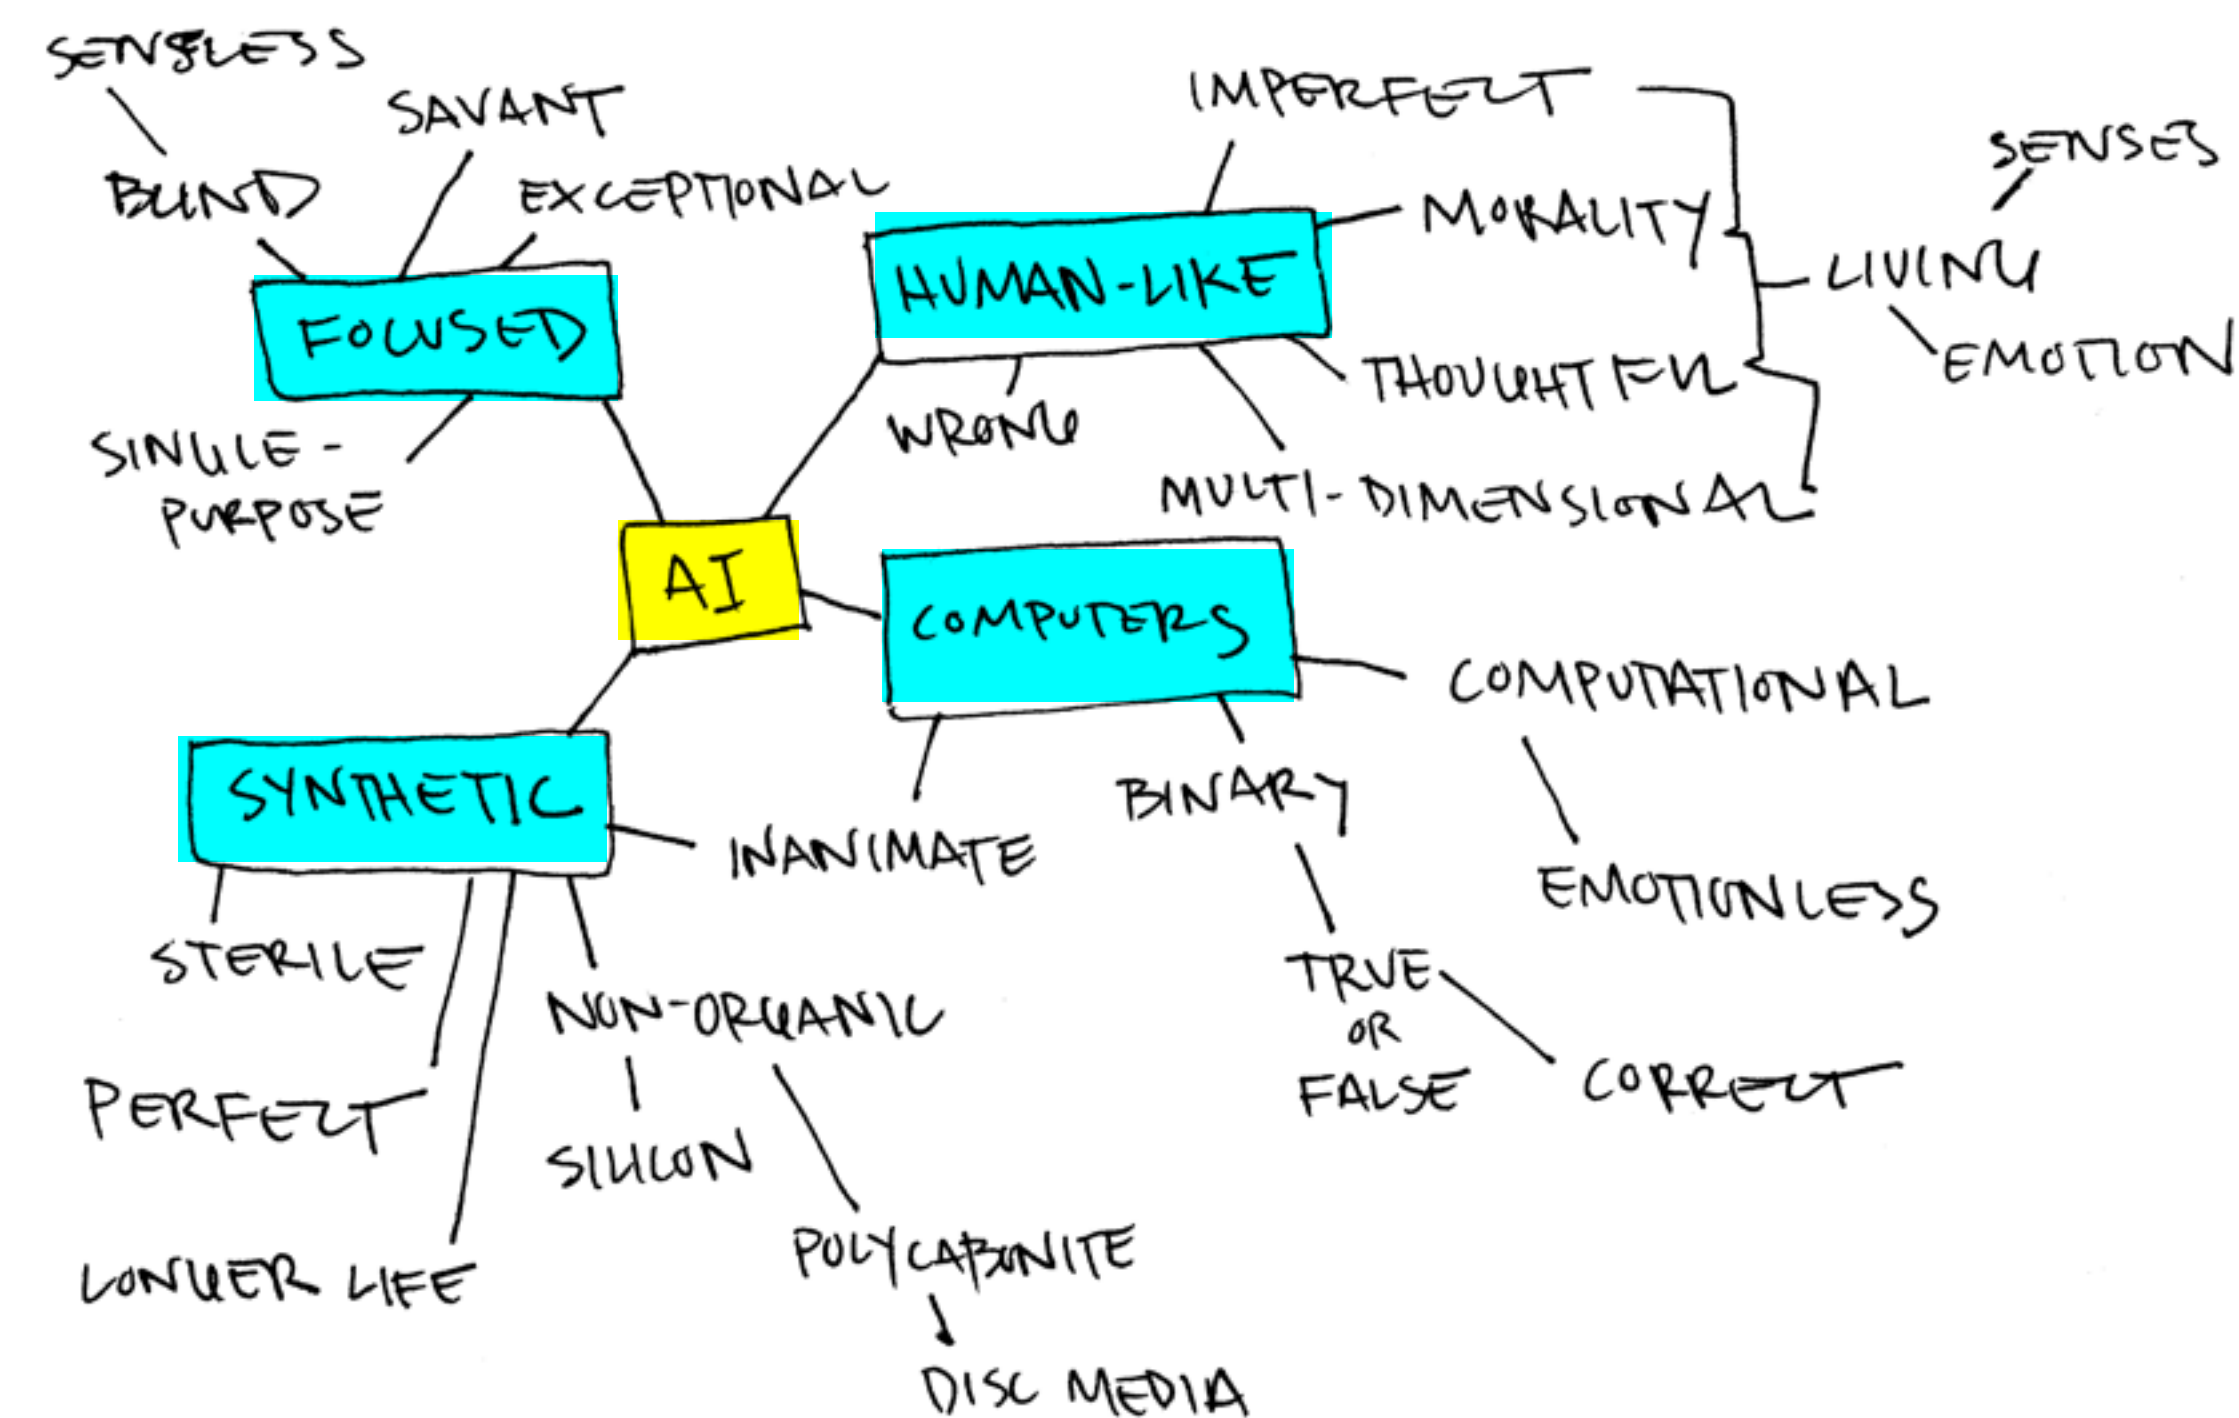 SENSELESS
SAVANT
IMPERFECT
SENSES
BLIND
EXCEPTIONAL
MORALITY
HUMAN-LIKE
LIVING
FOCUSED
THOUGHTFUL
EMOTION
WRONG
SINGLE-
PURPOSE
MULTI-DIMENSIONAL
AI
COMPUTERS
COMPUTATIONAL
SYNTHETIC
BINARY
INANIMATE
EMOTIONLESS
STERILE
TRUE
OR
FALSE
NON-ORGANIC
CORRECT
PERFECT
SILICON
LONGER LIFE
POLYCABONITE
DISC MEDIA